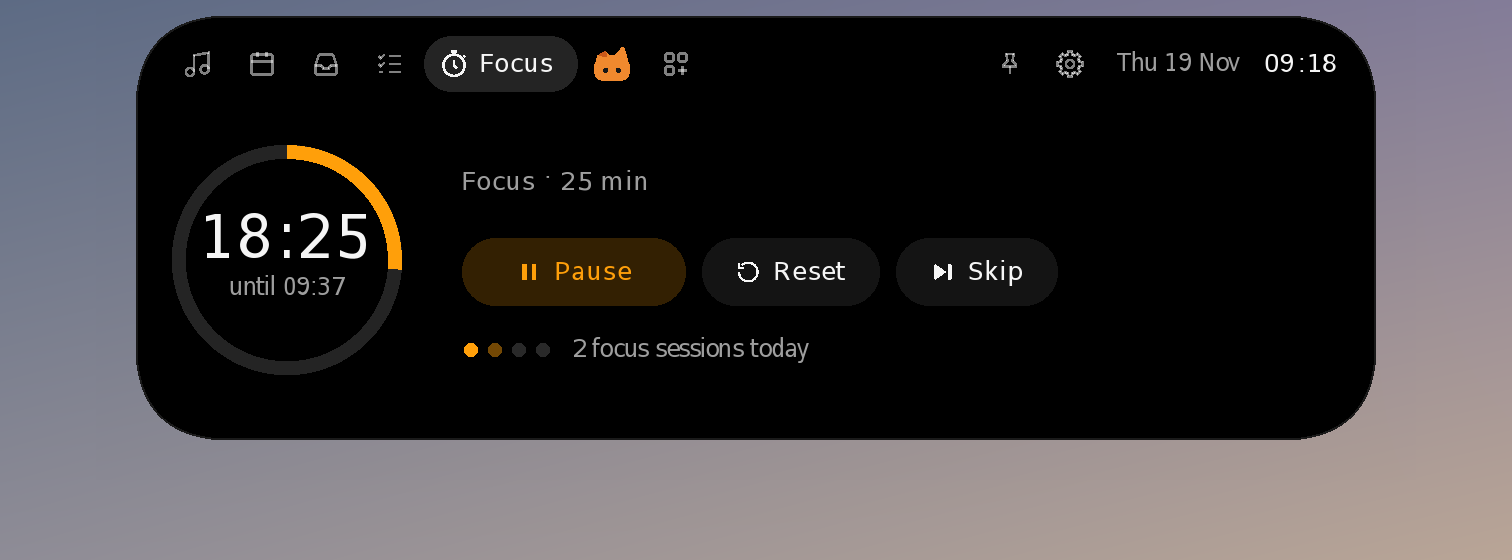 Focus
Thu 19 Nov 09:18
18:25
until 09:37
Focus · 25 min
Pause
Reset
Skip
2 focus sessions today